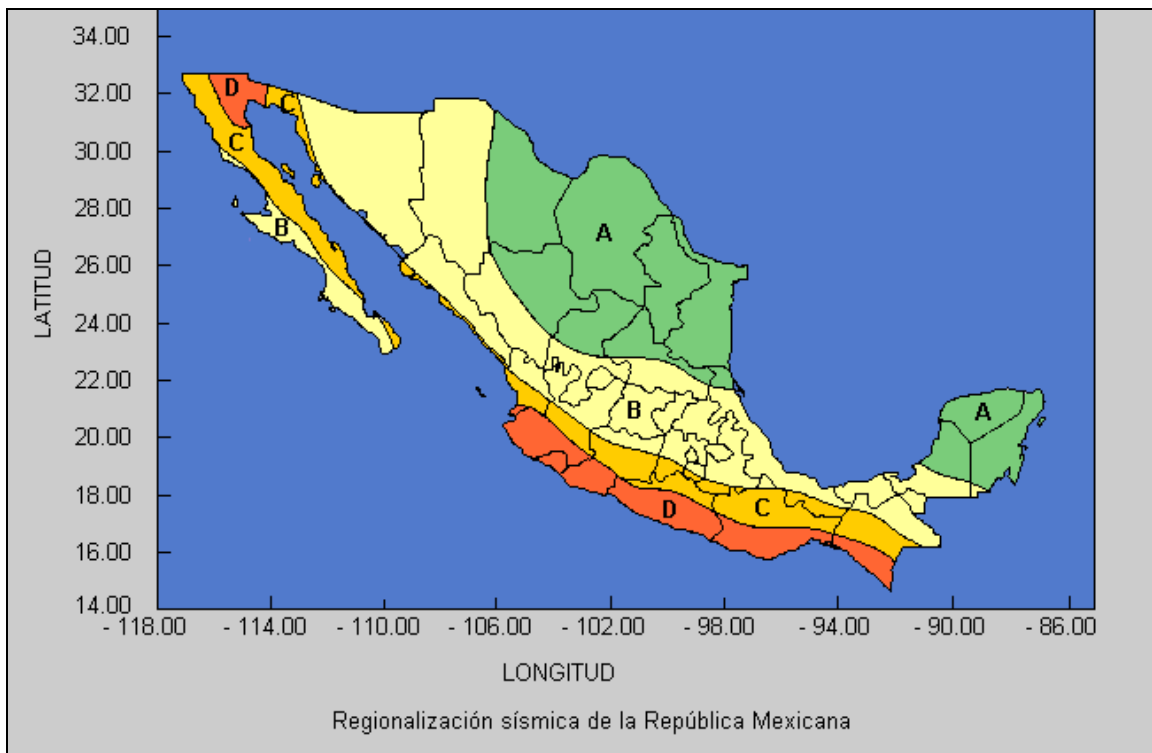 34.00
32.00
30.00
28.00
26.00
24.00
22.00
20.00
18.00
16.00
14.00
LATITUD
D
C
C
B
A
A
B
C
D
- 118.00 - 114.00 - 110.00 - 106.00 - 102.00 - 98.00 - 94.00 - 90.00 - 86.00
LONGITUD
Regionalización sísmica de la República Mexicana